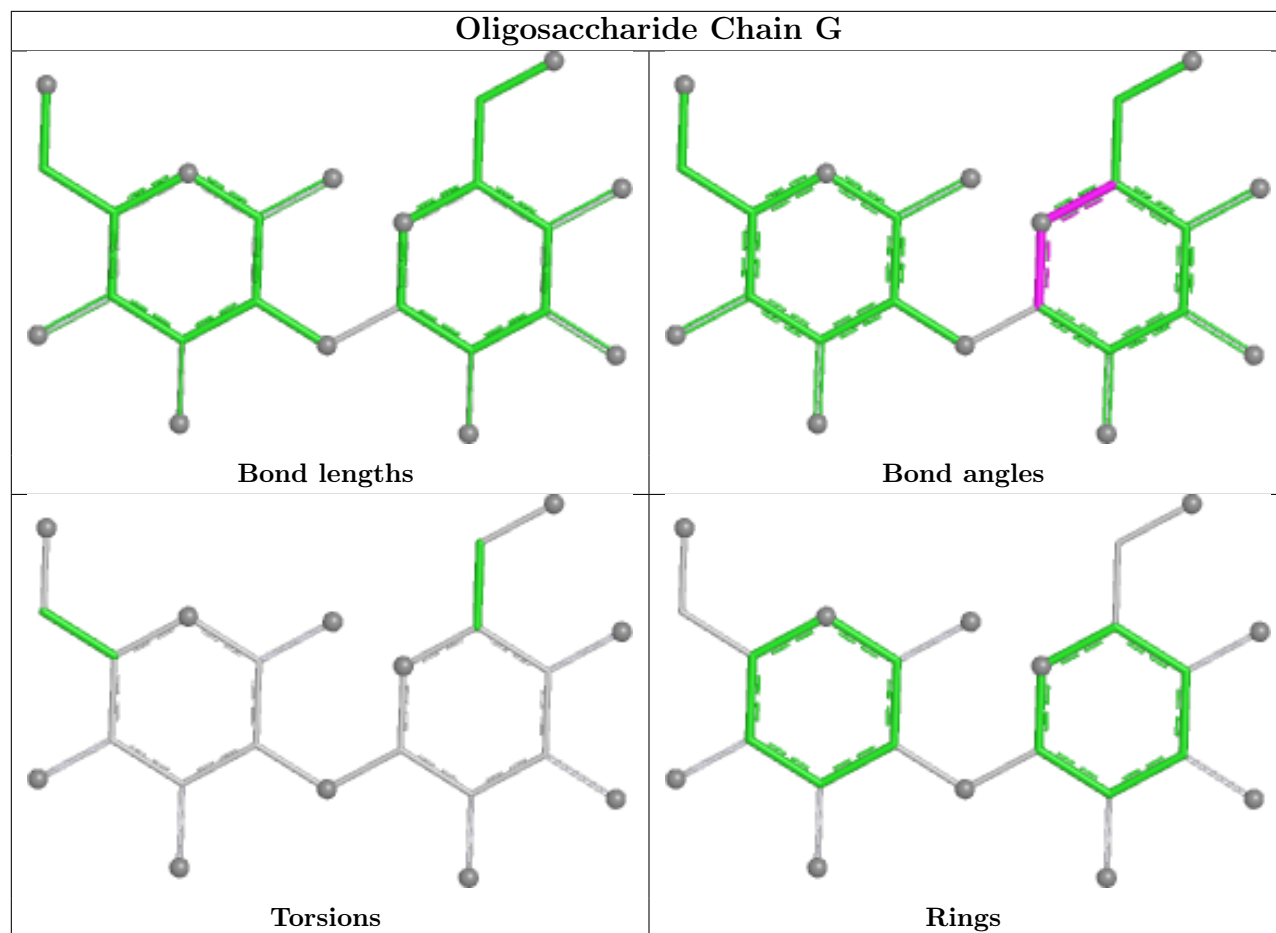 Oligosaccharide Chain G
Bond lengths
Bond angles
Torsions
Rings